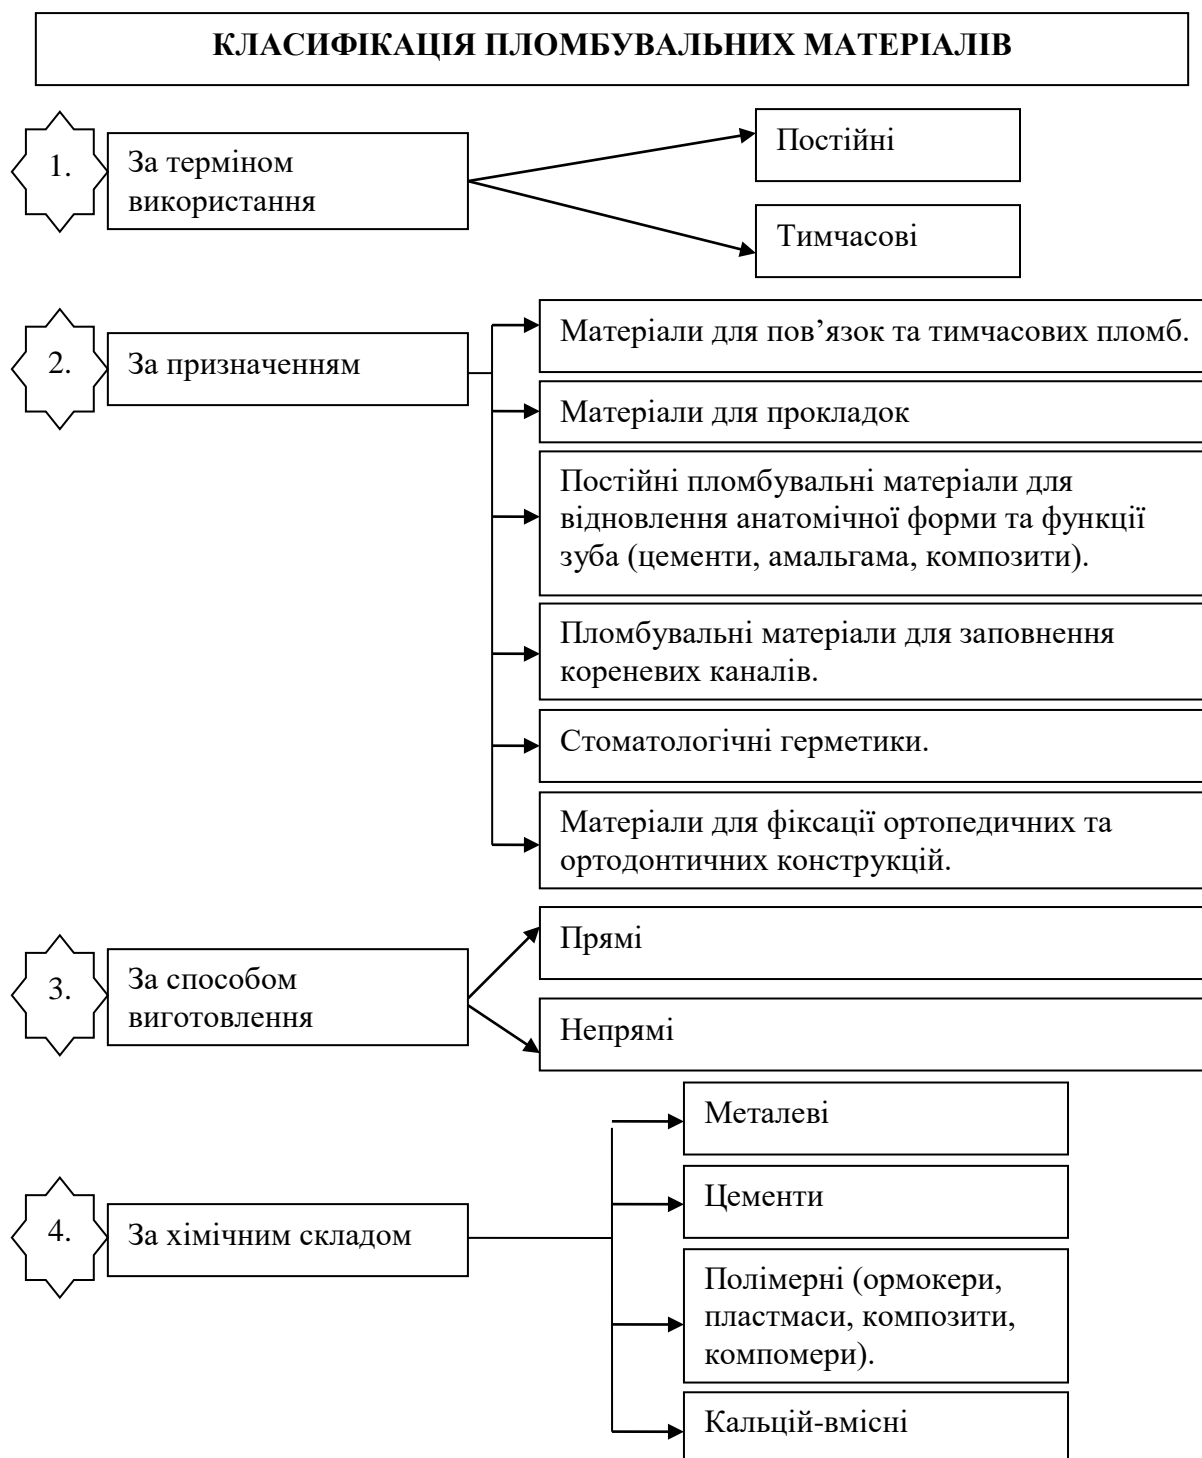 КЛАСИФІКАЦІЯ ПЛОМБУВАЛЬНИХ МАТЕРІАЛІВ
1.
За терміном
використання
Постійні
Тимчасові
2.
За призначенням
Матеріали для пов’язок та тимчасових пломб.
Матеріали для прокладок
Постійні пломбувальні матеріали для
відновлення анатомічної форми та функції
зуба (цементи, амальгама, композити).
Пломбувальні матеріали для заповнення
кореневих каналів.
Стоматологічні герметики.
Матеріали для фіксації ортопедичних та
ортодонтичних конструкцій.
3.
За способом
виготовлення
Прямі
Непрямі
4.
За хімічним складом
Металеві
Цементи
Полімерні (ормокери,
пластмаси, композити,
компомери).
Кальцій-вмісні